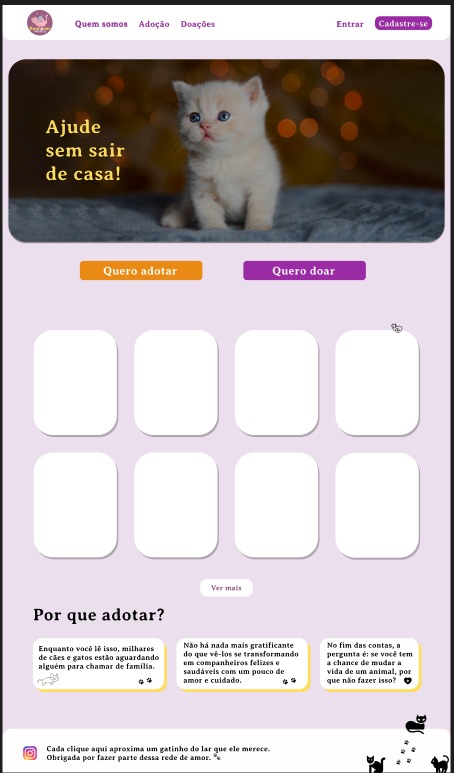 Quem somos Adoção Doações Entrar Cadastre-se
Ajude
sem sair
de casa!
Quero adotar Quero doar
Ver mais
Por que adotar?
Enquanto você lê isso, milhares
de cães e gatos estão aguardando
alguém para chamar de família.
Não há nada mais gratificante
do que vê-los se transformando
em companheiros felizes e
saudáveis com um pouco de
amor e cuidado.
No fim das contas, a
pergunta é: se você tem
a chance de mudar a
vida de um animal, por
que não fazer isso?
Cada clique aqui aproxima um gatinho do lar que ele merece.
Obrigada por fazer parte dessa rede de amor.